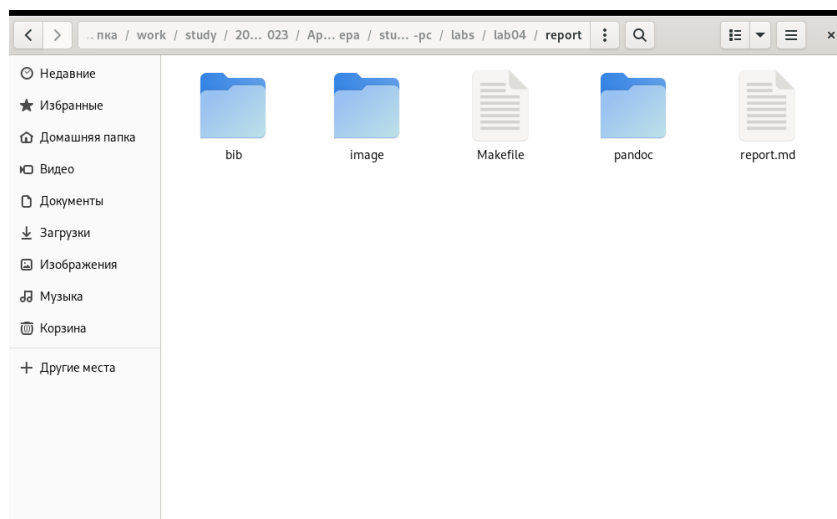 .. пка / work / study / 20... 023 / Ap... ера / stu... -pc / labs / lab04 / report
Недавние
Избранные
Домашняя папка
Видео
Документы
Загрузки
Изображения
Музыка
Корзина
Другие места
bib
image
Makefile
pandoc
report.md